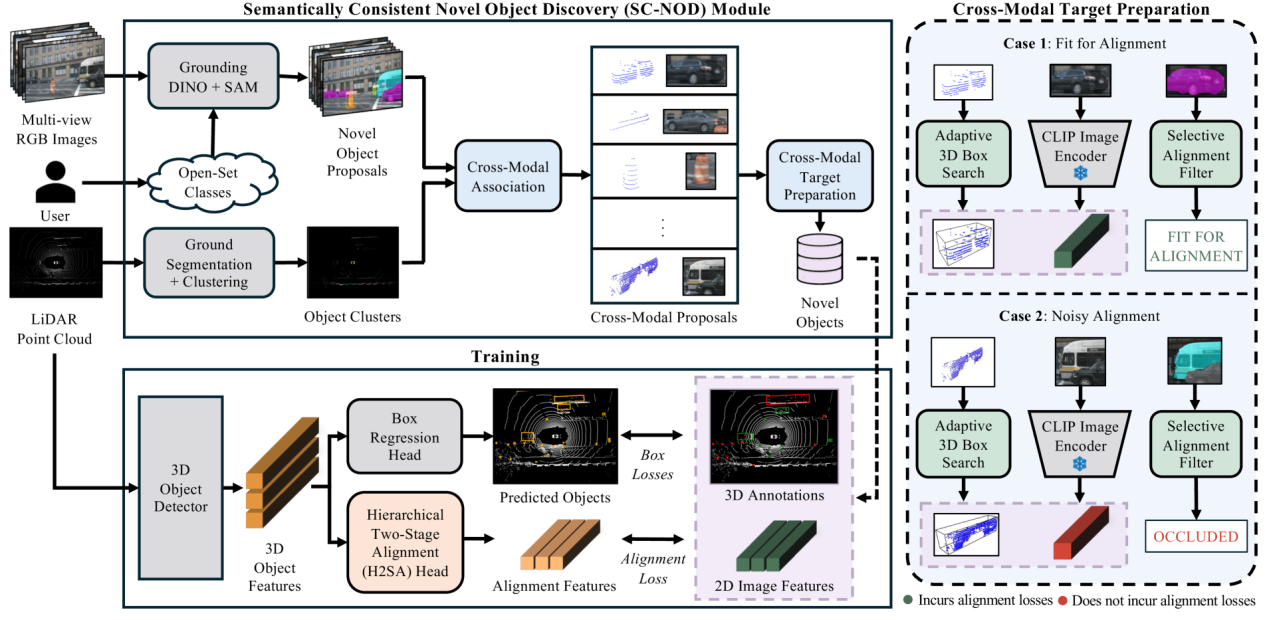 Semantically Consistent Novel Object Discovery (SC-NOD) Module
Multi-view
RGB Images
Grounding
DINO + SAM
Novel
Object
Proposals
User
Open-Set
Classes
Cross-Modal
Association
Cross-Modal
Target
Preparation
Ground
Segmentation
+ Clustering
LiDAR
Point Cloud
Object Clusters
Cross-Modal Proposals
Novel
Objects
Training
3D
Object
Detector
3D
Object
Features
Box
Regression
Head
Predicted Objects
Box
Losses
3D Annotations
Hierarchical
Two-Stage
Alignment
(H2SA) Head
Alignment Features
Alignment
Loss
2D Image Features
Cross-Modal Target Preparation
Case 1: Fit for Alignment
Adaptive
3D Box
Search
CLIP Image
Encoder
Selective
Alignment
Filter
FIT FOR
ALIGNMENT
Case 2: Noisy Alignment
Adaptive
3D Box
Search
CLIP Image
Encoder
Selective
Alignment
Filter
OCCLUDED
Incurs alignment losses
Does not incur alignment losses